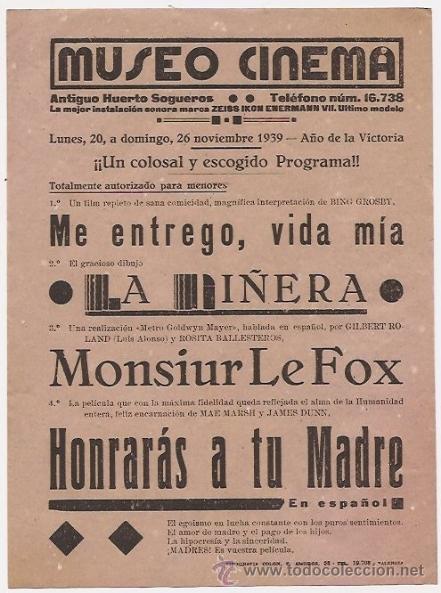 MUSEO CINEMA
Antiguo Huerto Sogueros ● ● Teléfono núm. 16.738
La mejor instalación sonora marca ZEISS IKON ENERMANN VII. Ultimo modelo
Lunes, 20, a domingo, 26 noviembre 1939 — Año de la Victoria
¡¡Un colosal y escogido Programa!!
Totalmente autorizado para menores
1.º Un film repleto de sana comicidad, magnífica interpretación de BING GROSBY,
Me entrego, vida mía
2.º El gracioso dibujo
LA NIÑERA
3.º Una realización «Metro Goldwyn Mayer», hablada en español, por GILBERT RO-
LAND (Luis Alonso) y ROSITA BALLESTEROS,
Monsiur Le Fox
4.º La película que con la máxima fidelidad queda reflejada el alma de la Humanidad
entera, feliz encarnación de MAE MARSH y JAMES DUNN,
Honrarás a tu Madre
En español
El egoísmo en lucha constante con los puros sentimientos.
El amor de madre y el pago de los hijos.
La hipocresía y la sinceridad.
¡MADRES! Es vuestra película.
TIPOGRAFIA COLON, TEL. VALENCIA
www.todocoleccion.net